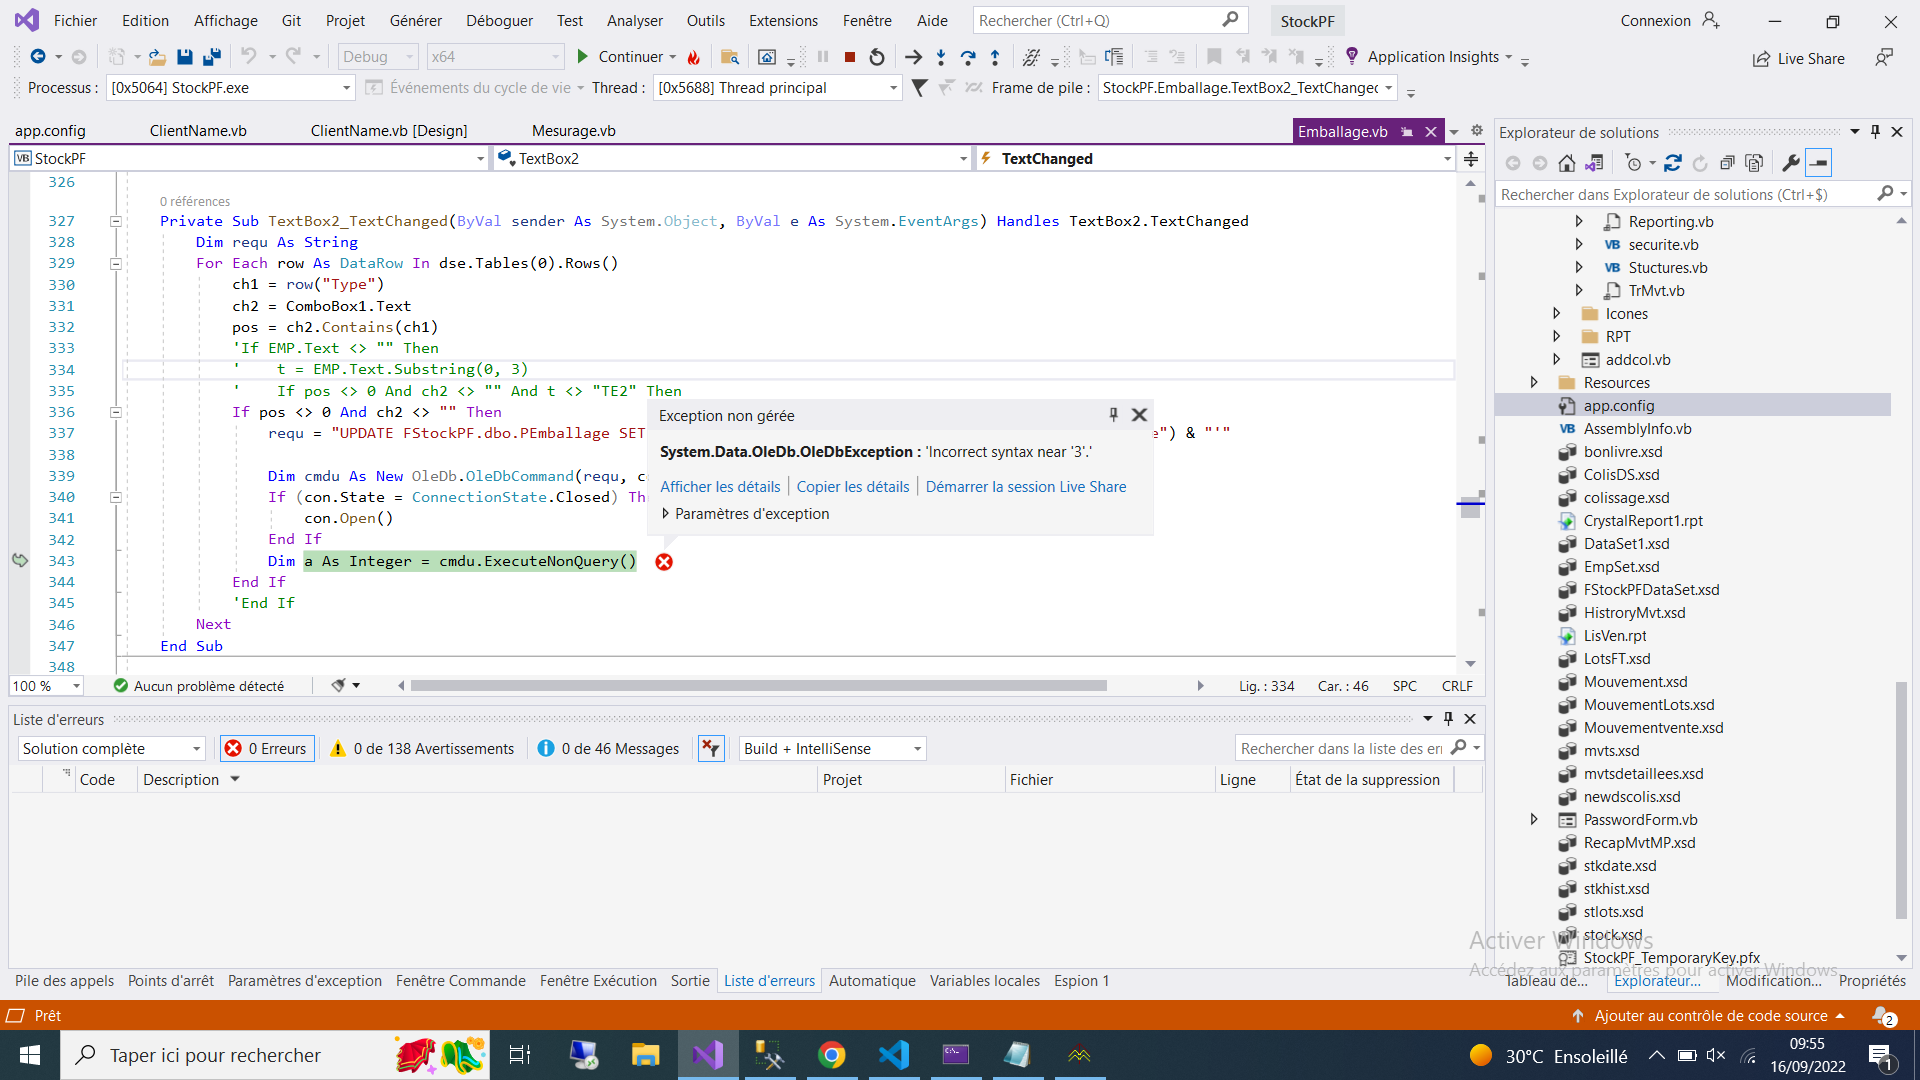 Fichier Edition Affichage Git Projet Générer Déboguer Test Analyser Outils Extensions Fenêtre Aide Rechercher (Ctrl+Q) StockPF Connexion
Debug x64 Continuer Application Insights Live Share
Processus : [0x5064] StockPF.exe Événements du cycle de vie Thread : [0x5688] Thread principal Frame de pile : StockPF.Emballage.TextBox2_TextChanged
app.config ClientName.vb ClientName.vb [Design] Mesurage.vb Emballage.vb
VB StockPF TextBox2 TextChanged
326
0 références
327 Private Sub TextBox2_TextChanged(ByVal sender As System.Object, ByVal e As System.EventArgs) Handles TextBox2.TextChanged
328 Dim requ As String
329 For Each row As DataRow In dse.Tables(0).Rows()
330 ch1 = row("Type")
331 ch2 = ComboBox1.Text
332 pos = ch2.Contains(ch1)
333 'If EMP.Text <> "" Then
334 '    t = EMP.Text.Substring(0, 3)
335 '    If pos <> 0 And ch2 <> "" And t <> "TE2" Then
336 If pos <> 0 And ch2 <> "" Then
337 requ = "UPDATE FStockPF.dbo.PEmballage SET e") & "'"
338
339 Dim cmdu As New OleDb.OleDbCommand(requ, c
340 If (con.State = ConnectionState.Closed) Th
341 con.Open()
342 End If
343 Dim a As Integer = cmdu.ExecuteNonQuery()
344 End If
345 'End If
346 Next
347 End Sub
348
Exception non gérée
System.Data.OleDb.OleDbException : 'Incorrect syntax near '3'.'
Afficher les détails Copier les détails Démarrer la session Live Share
Paramètres d'exception
100 % Aucun problème détecté Lig. : 334 Car. : 46 SPC CRLF
Liste d'erreurs
Solution complète 0 Erreurs 0 de 138 Avertissements 0 de 46 Messages Build + IntelliSense Rechercher dans la liste des err
Code Description Projet Fichier Ligne État de la suppression
Pile des appels Points d'arrêt Paramètres d'exception Fenêtre Commande Fenêtre Exécution Sortie Liste d'erreurs Automatique Variables locales Espion 1
Explorateur de solutions
Rechercher dans Explorateur de solutions (Ctrl+$)
Reporting.vb
VB securite.vb
VB Stuctures.vb
TrMvt.vb
Icones
RPT
addcol.vb
Resources
app.config
VB AssemblyInfo.vb
bonlivre.xsd
ColisDS.xsd
colissage.xsd
CrystalReport1.rpt
DataSet1.xsd
EmpSet.xsd
FStockPFDataSet.xsd
HistroryMvt.xsd
LisVen.rpt
LotsFT.xsd
Mouvement.xsd
MouvementLots.xsd
Mouvementvente.xsd
mvts.xsd
mvtsdetaillees.xsd
newdscolis.xsd
PasswordForm.vb
RecapMvtMP.xsd
stkdate.xsd
stkhist.xsd
stlots.xsd
stock.xsd
StockPF_TemporaryKey.pfx
Activer Windows
Accédez aux paramètres pour activer Windows.
Tableau de... Explorateur... Modification... Propriétés
Prêt Ajouter au contrôle de code source 2
Taper ici pour rechercher 30°C Ensoleillé 09:55
16/09/2022 1